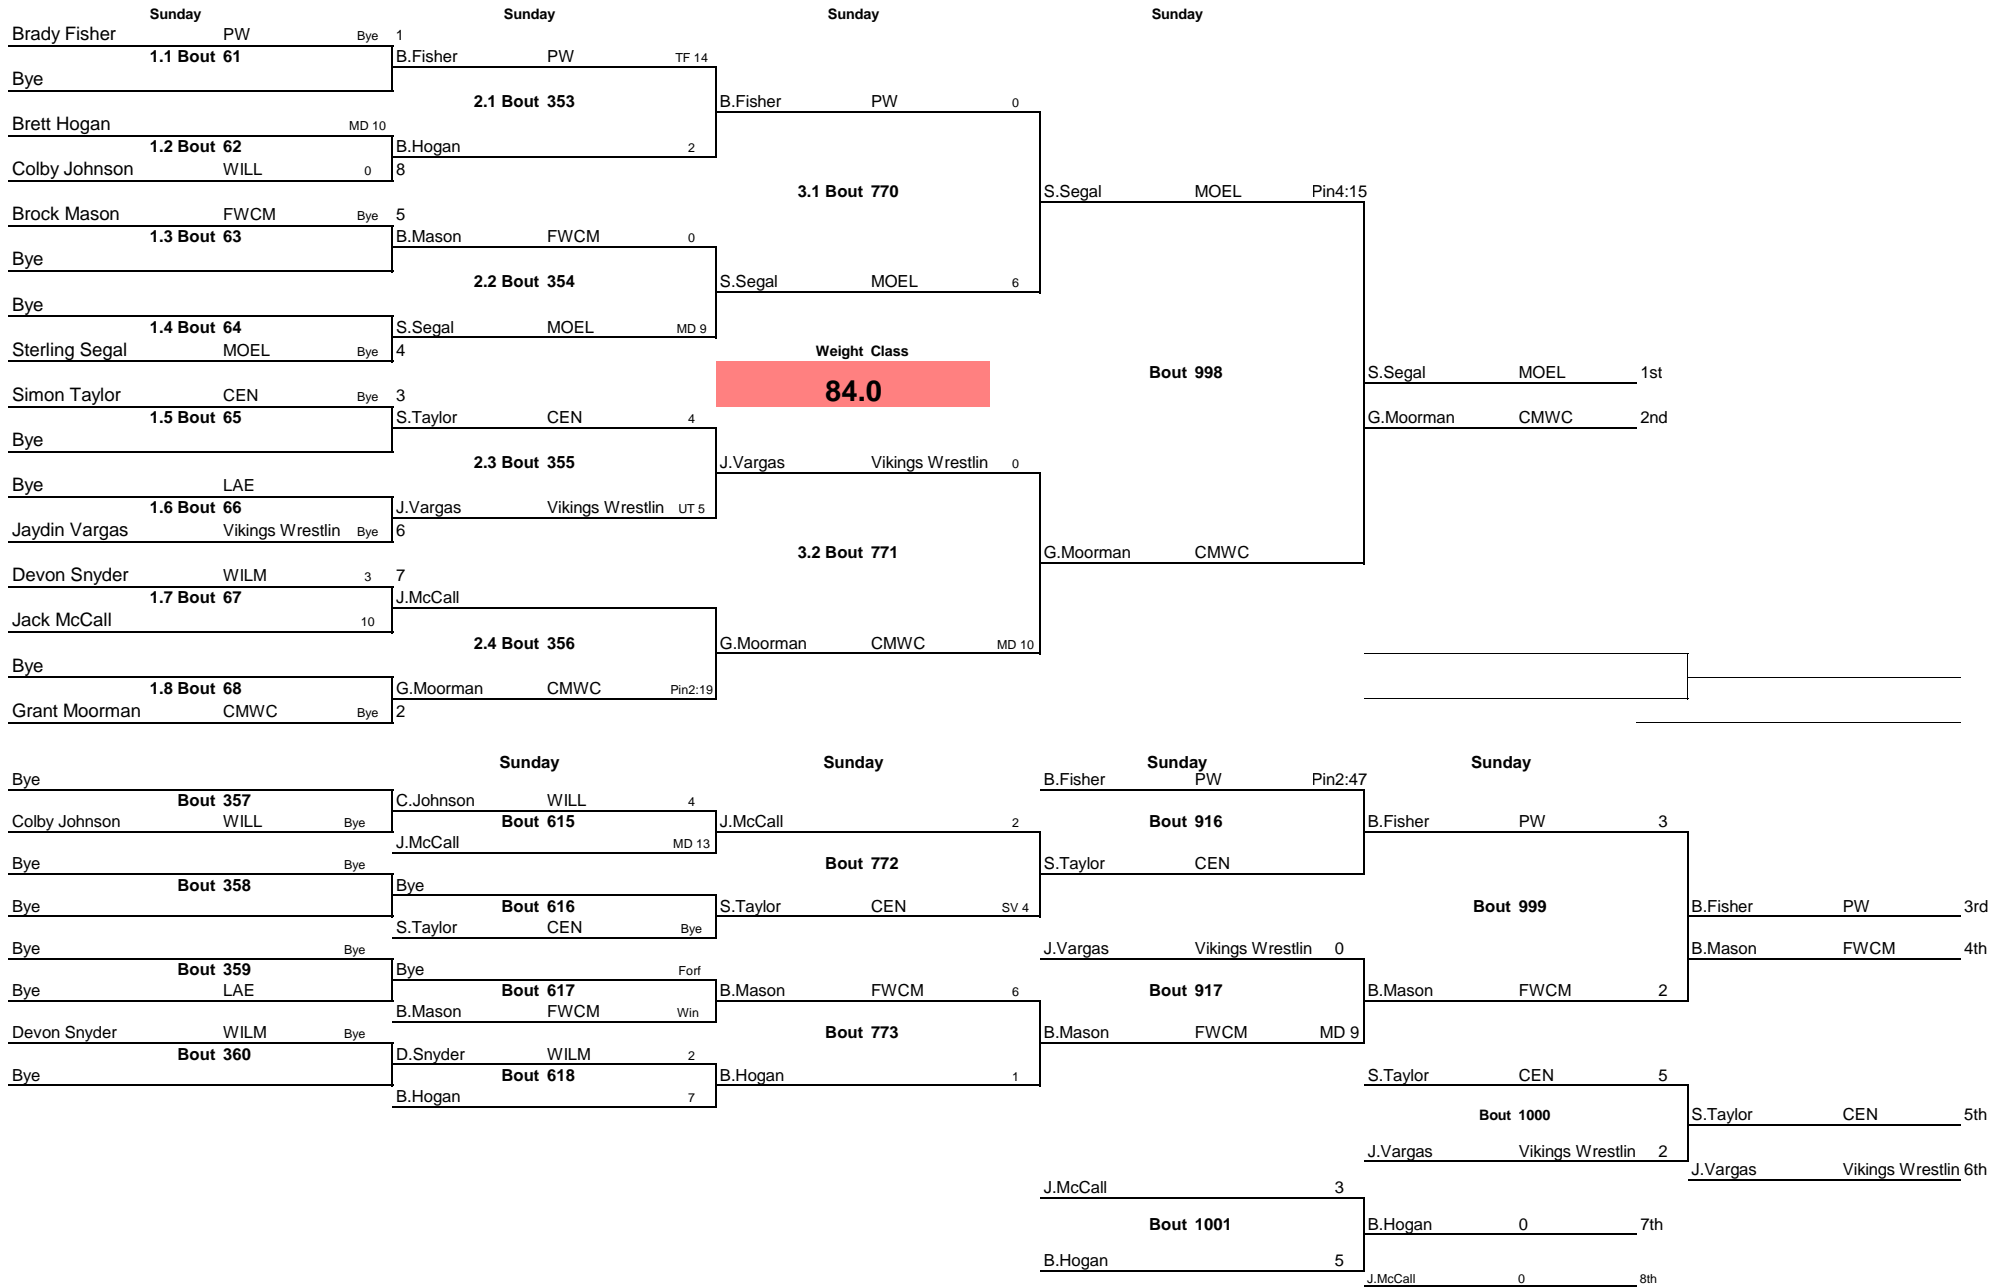 Sunday Sunday Sunday Sunday
Brady Fisher PW Bye 1
1.1 Bout 61 B.Fisher PW TF 14
Bye
2.1 Bout 353 B.Fisher PW 0
Brett Hogan MD 10
1.2 Bout 62 B.Hogan 2
Colby Johnson WILL 0 8
3.1 Bout 770 S.Segal MOEL Pin4:15
Brock Mason FWCM Bye 5
1.3 Bout 63 B.Mason FWCM 0
Bye
2.2 Bout 354 S.Segal MOEL 6
Bye
1.4 Bout 64 S.Segal MOEL MD 9
Sterling Segal MOEL Bye 4 Weight Class
Bout 998 S.Segal MOEL 1st
Simon Taylor CEN Bye 3 84.0
1.5 Bout 65 S.Taylor CEN 4 G.Moorman CMWC 2nd
Bye
2.3 Bout 355 J.Vargas Vikings Wrestlin 0
Bye LAE
1.6 Bout 66 J.Vargas Vikings Wrestlin UT 5
Jaydin Vargas Vikings Wrestlin Bye 6
3.2 Bout 771 G.Moorman CMWC
Devon Snyder WILM 3 7
1.7 Bout 67 J.McCall
Jack McCall 10
2.4 Bout 356 G.Moorman CMWC MD 10
Bye
1.8 Bout 68 G.Moorman CMWC Pin2:19
Grant Moorman CMWC Bye 2
Sunday Sunday Sunday Sunday
Bye B.Fisher PW Pin2:47
Bout 357 C.Johnson WILL 4
Colby Johnson WILL Bye Bout 615 J.McCall 2 Bout 916 B.Fisher PW 3
J.McCall MD 13
Bye Bye Bout 772 S.Taylor CEN
Bout 358 Bye
Bye Bout 616 S.Taylor CEN SV 4 Bout 999 B.Fisher PW 3rd
S.Taylor CEN Bye
Bye Bye J.Vargas Vikings Wrestlin 0 B.Mason FWCM 4th
Bout 359 Bye Forf
Bye LAE Bout 617 B.Mason FWCM 6 Bout 917 B.Mason FWCM 2
B.Mason FWCM Win
Devon Snyder WILM Bye Bout 773 B.Mason FWCM MD 9
Bout 360 D.Snyder WILM 2
Bye Bout 618 B.Hogan 1 S.Taylor CEN 5
B.Hogan 7
Bout 1000 S.Taylor CEN 5th
J.Vargas Vikings Wrestlin 2
J.Vargas Vikings Wrestlin 6th
J.McCall 3
Bout 1001 B.Hogan 0 7th
B.Hogan 5
J.McCall 0 8th